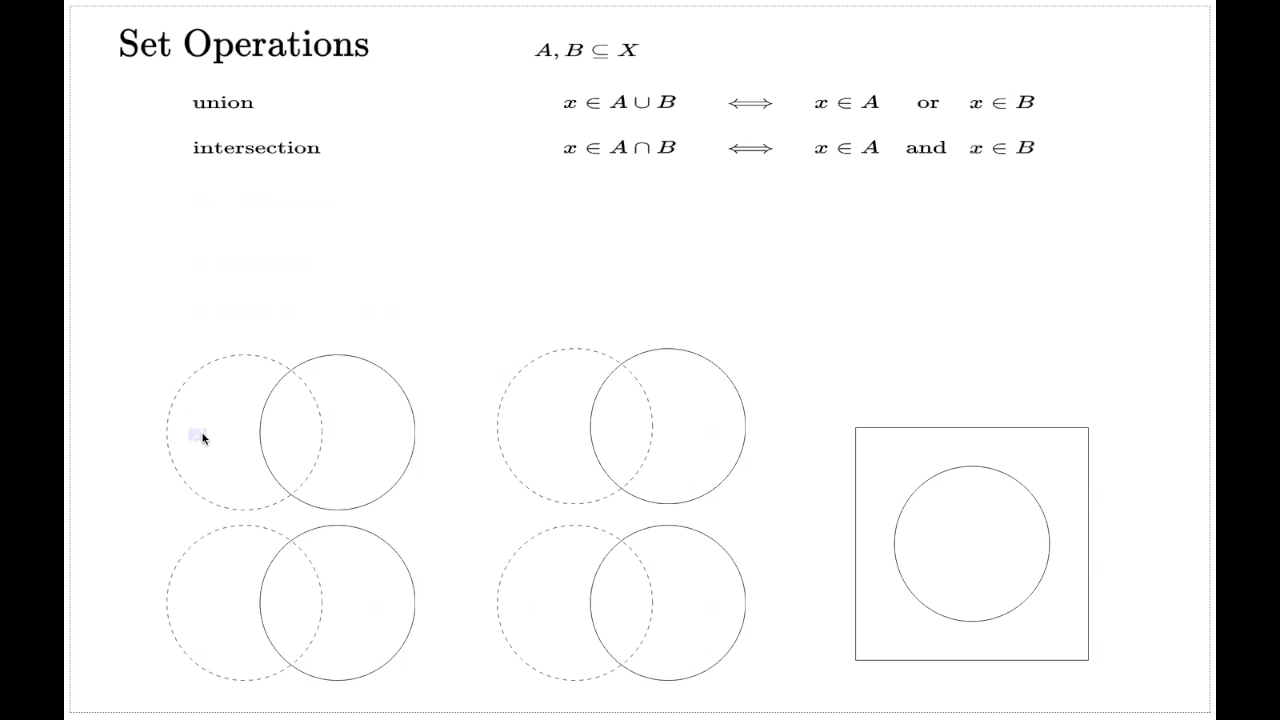 Set Operations
A, B ⊆ X
union x ∈ A ∪ B ⟺ x ∈ A or x ∈ B
intersection x ∈ A ∩ B ⟺ x ∈ A and x ∈ B